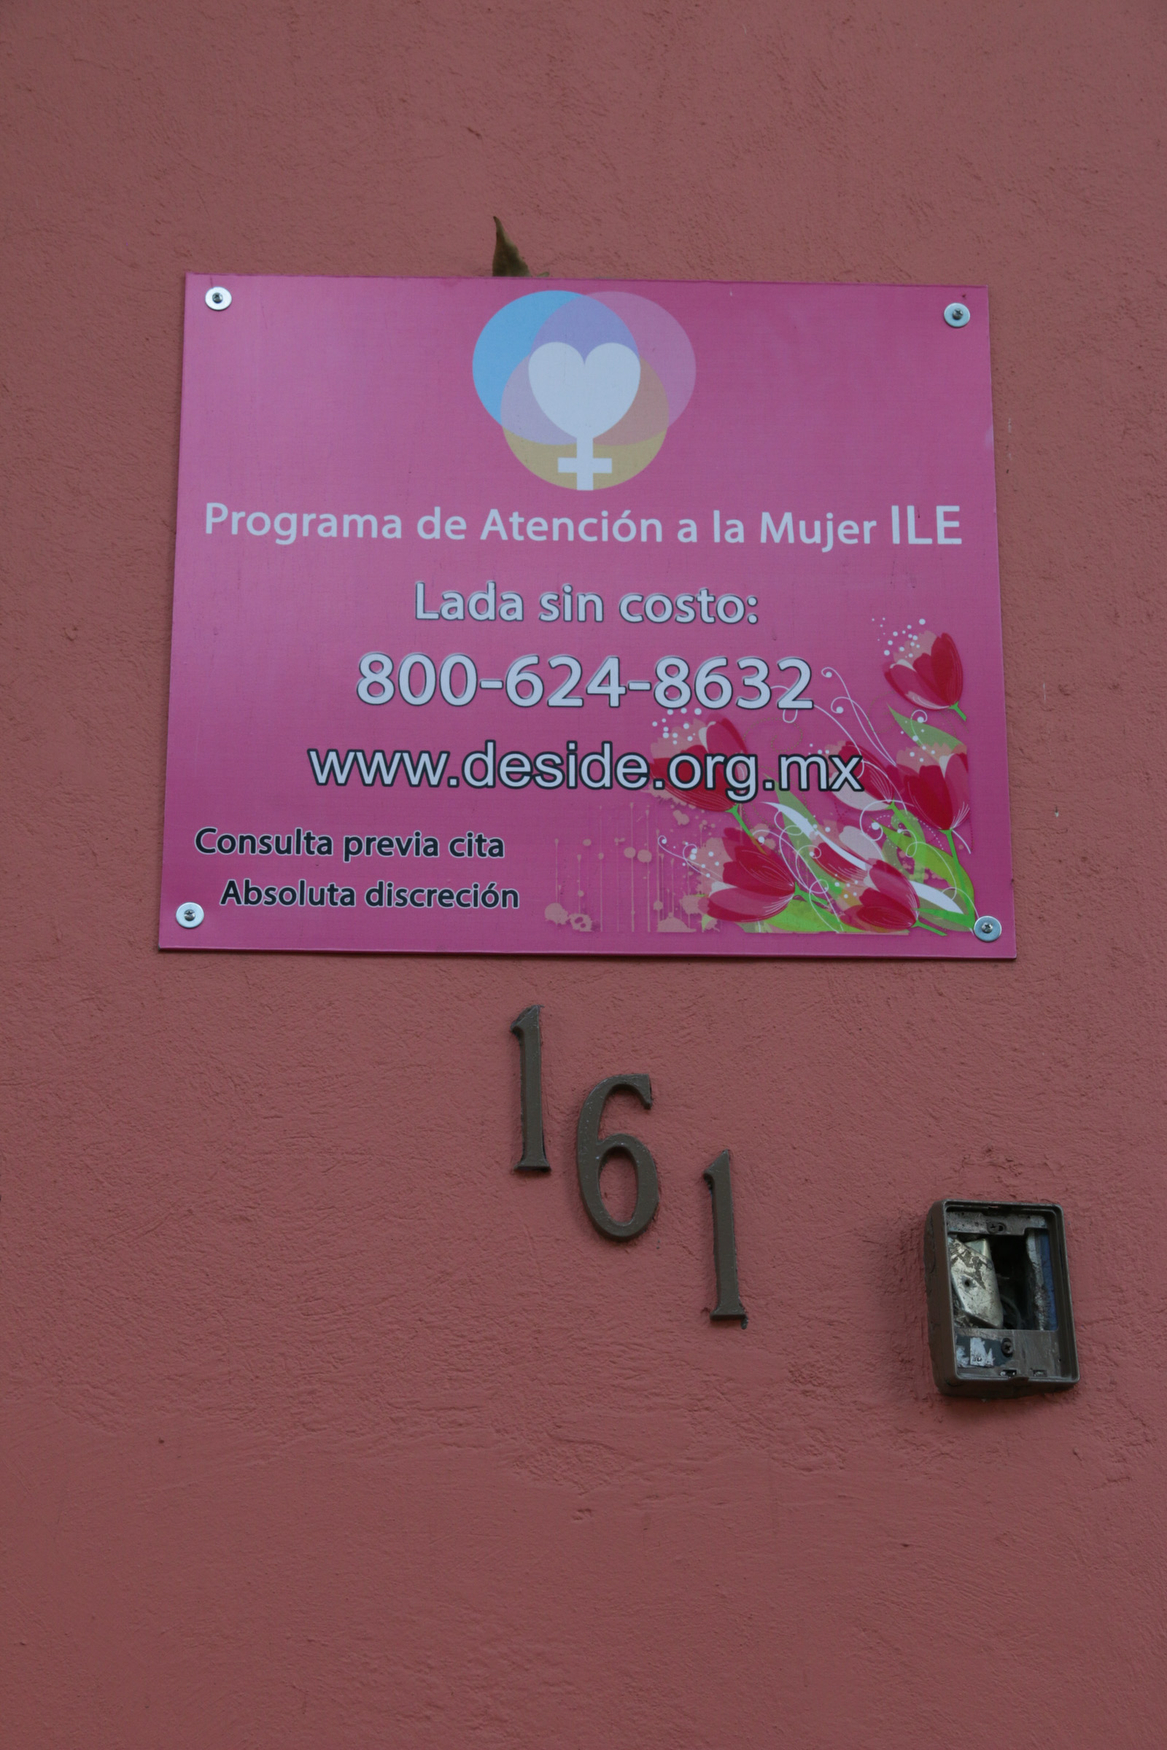 Programa de Atención a la Mujer ILE
Lada sin costo:
800-624-8632
www.deside.org.mx
Consulta previa cita
Absoluta discreción
161